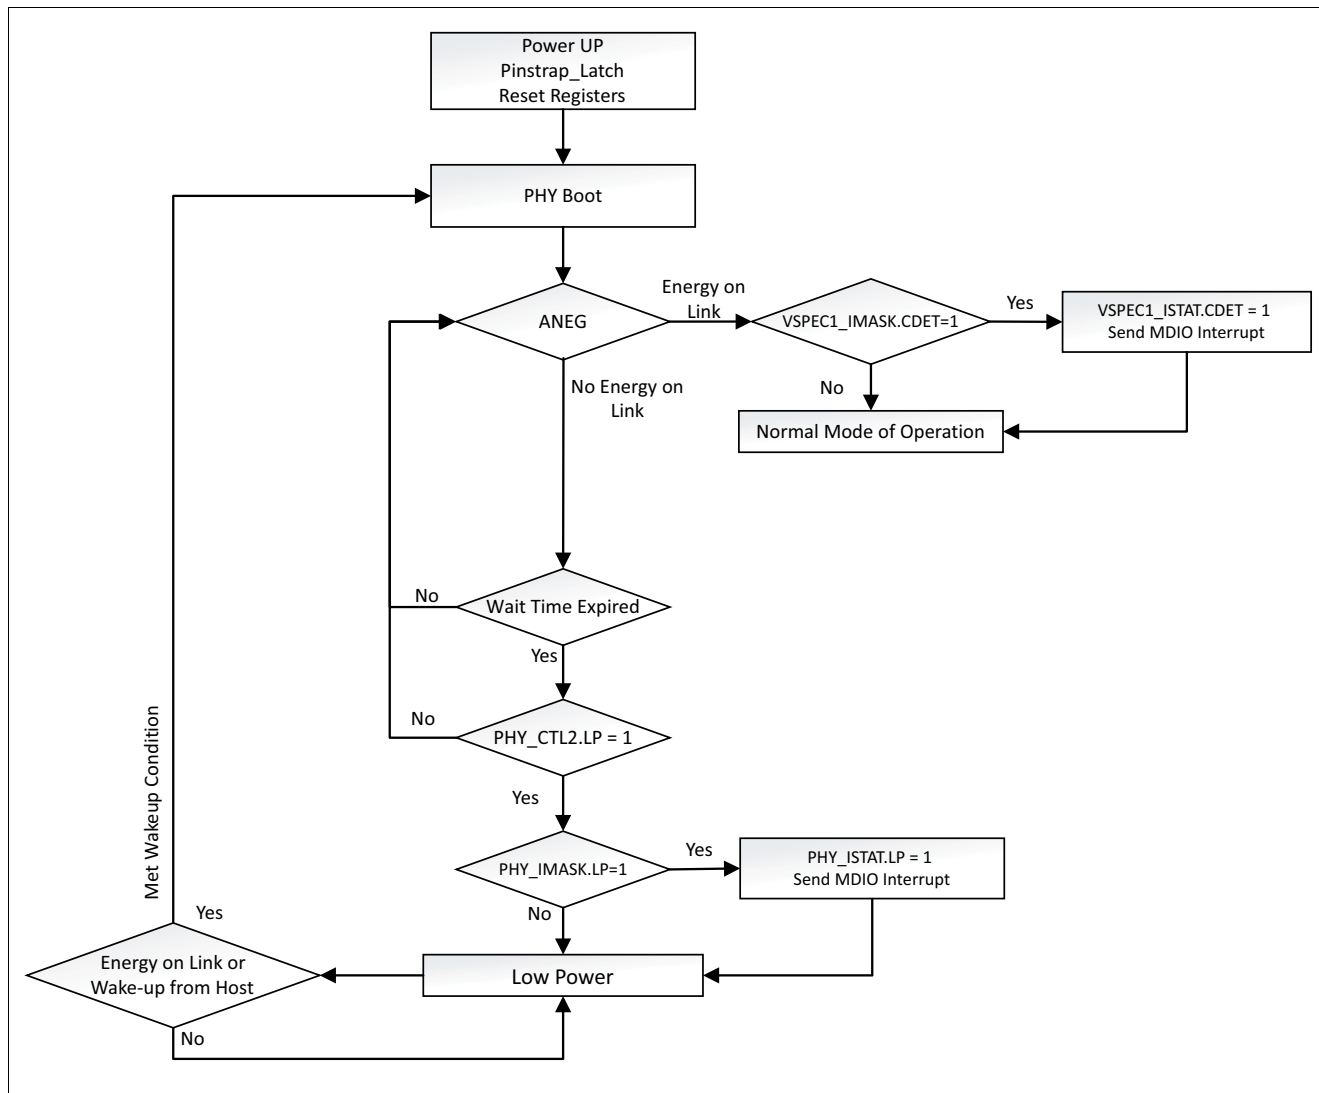 Power UP
Pinstrap_Latch
Reset Registers
PHY Boot
ANEG
Energy on
Link
VSPEC1_IMASK.CDET=1
Yes
VSPEC1_ISTAT.CDET = 1
Send MDIO Interrupt
No
Normal Mode of Operation
No Energy on
Link
Wait Time Expired
No
Yes
PHY_CTL2.LP = 1
No
Yes
PHY_IMASK.LP=1
Yes
PHY_ISTAT.LP = 1
Send MDIO Interrupt
No
Low Power
Energy on Link or
Wake-up from Host
Yes
Met Wakeup Condition
No